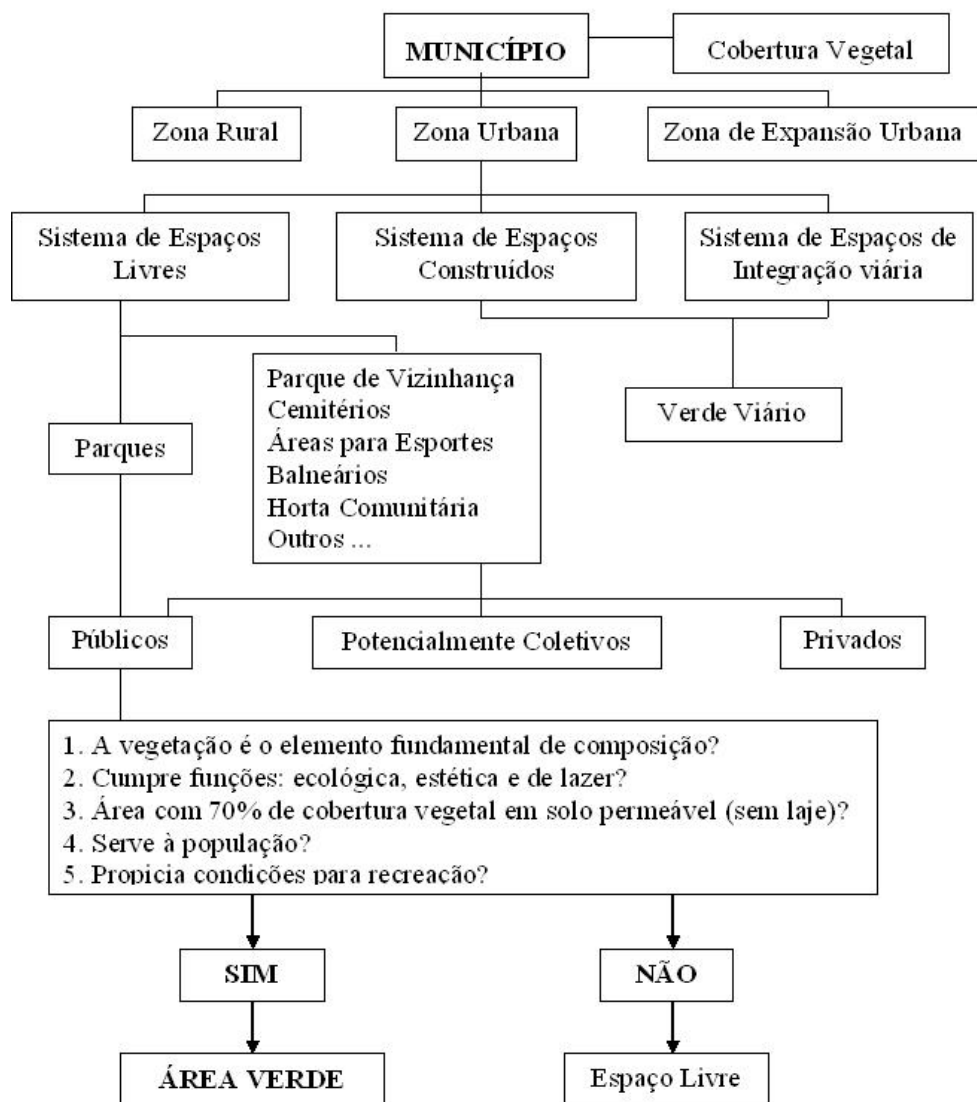 MUNICÍPIO
Cobertura Vegetal
Zona Rural
Zona Urbana
Zona de Expansão Urbana
Sistema de Espaços
Livres
Sistema de Espaços
Construídos
Sistema de Espaços de
Integração viária
Parque de Vizinhança
Cemitérios
Áreas para Esportes
Balneários
Horta Comunitária
Outros ...
Verde Viário
Parques
Públicos
Potencialmente Coletivos
Privados
1. A vegetação é o elemento fundamental de composição?
2. Cumpre funções: ecológica, estética e de lazer?
3. Área com 70% de cobertura vegetal em solo permeável (sem laje)?
4. Serve à população?
5. Propicia condições para recreação?
SIM
NÃO
ÁREA VERDE
Espaço Livre